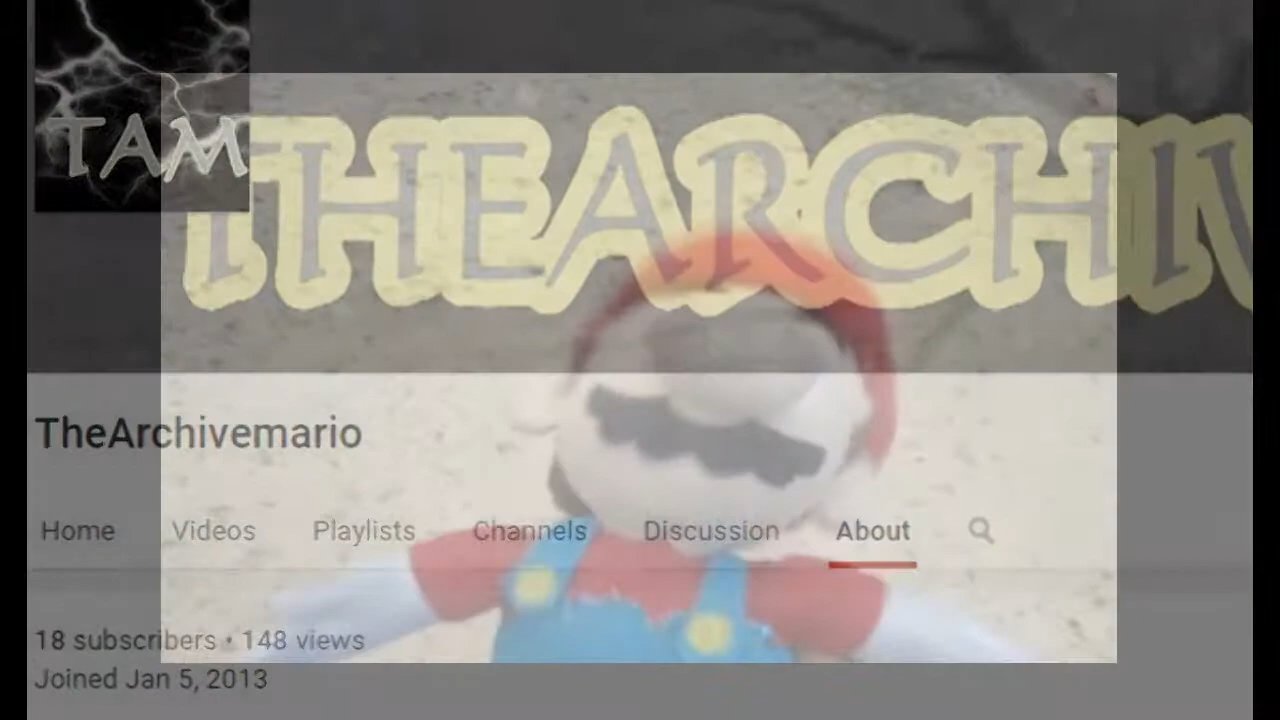 TAM
THEARCHIV
TheArchivemario
Home Videos Playlists Channels Discussion About
18 subscribers • 148 views
Joined Jan 5, 2013